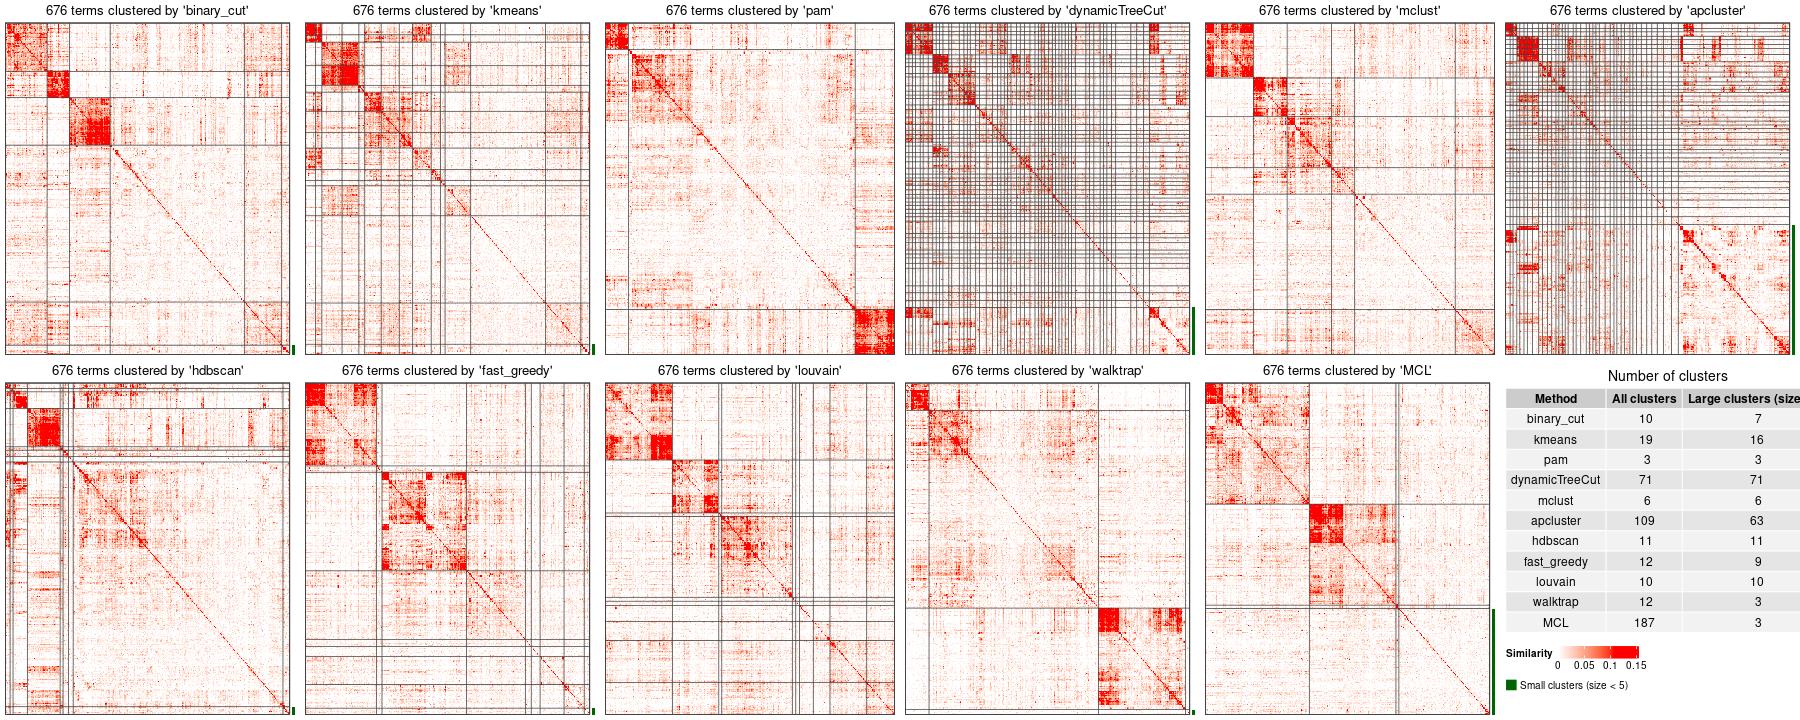 676 terms clustered by 'binary_cut'
676 terms clustered by 'kmeans'
676 terms clustered by 'pam'
676 terms clustered by 'dynamicTreeCut'
676 terms clustered by 'mclust'
676 terms clustered by 'apcluster'
676 terms clustered by 'hdbscan'
676 terms clustered by 'fast_greedy'
676 terms clustered by 'louvain'
676 terms clustered by 'walktrap'
676 terms clustered by 'MCL'
Number of clusters
Method All clusters Large clusters (size
binary_cut 10 7
kmeans 19 16
pam 3 3
dynamicTreeCut 71 71
mclust 6 6
apcluster 109 63
hdbscan 11 11
fast_greedy 12 9
louvain 10 10
walktrap 12 3
MCL 187 3
Similarity
0 0.05 0.1 0.15
Small clusters (size < 5)